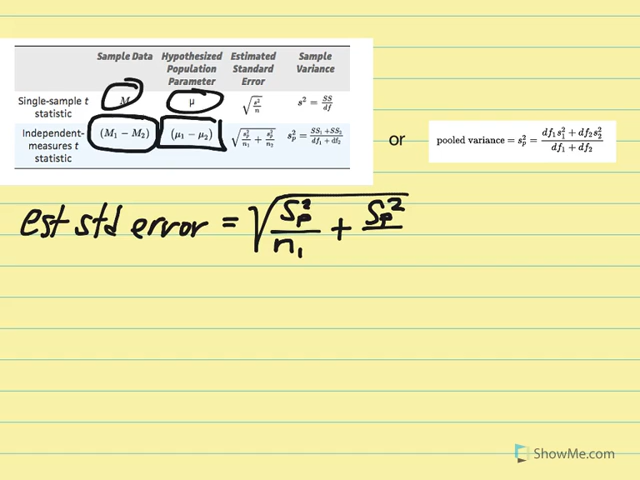 Sample Data Hypothesized Population Parameter Estimated Standard Error Sample Variance
Single-sample t statistic M μ √(s²/n) s² = SS/df
Independent-measures t statistic (M₁ − M₂) (μ₁ − μ₂) √(s²ₚ/n₁ + s²ₚ/n₂) s²ₚ = (SS₁ + SS₂)/(df₁ + df₂)
or
pooled variance = s²ₚ = (df₁s²₁ + df₂s²₂)/(df₁ + df₂)
est std error = √(Sₚ²/n₁ + Sₚ²/
ShowMe.com